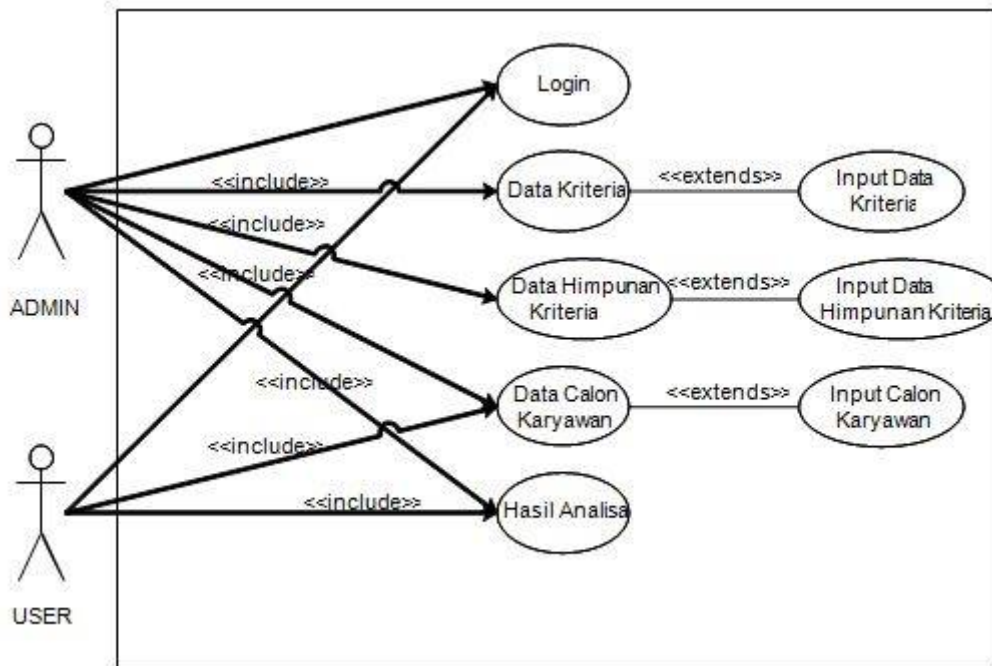 Login
<<include>>
Data Kriteria
<<extends>>
Input Data
Kriteria
<<include>>
<<include>>
ADMIN
Data Himpunan
Kriteria
<<extends>>
Input Data
Himpunan Kriteria
<<include>>
Data Calon
Karyawan
<<extends>>
Input Calon
Karyawan
<<include>>
<<include>>
Hasil Analisa
USER